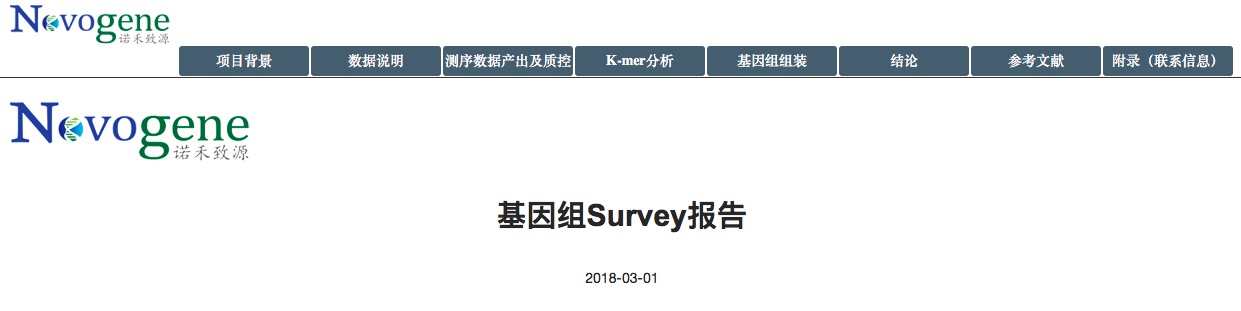 Novogene
诺禾致源
项目背景 数据说明 测序数据产出及质控 K-mer分析 基因组组装 结论 参考文献 附录（联系信息）
Novogene
诺禾致源
基因组Survey报告
2018-03-01